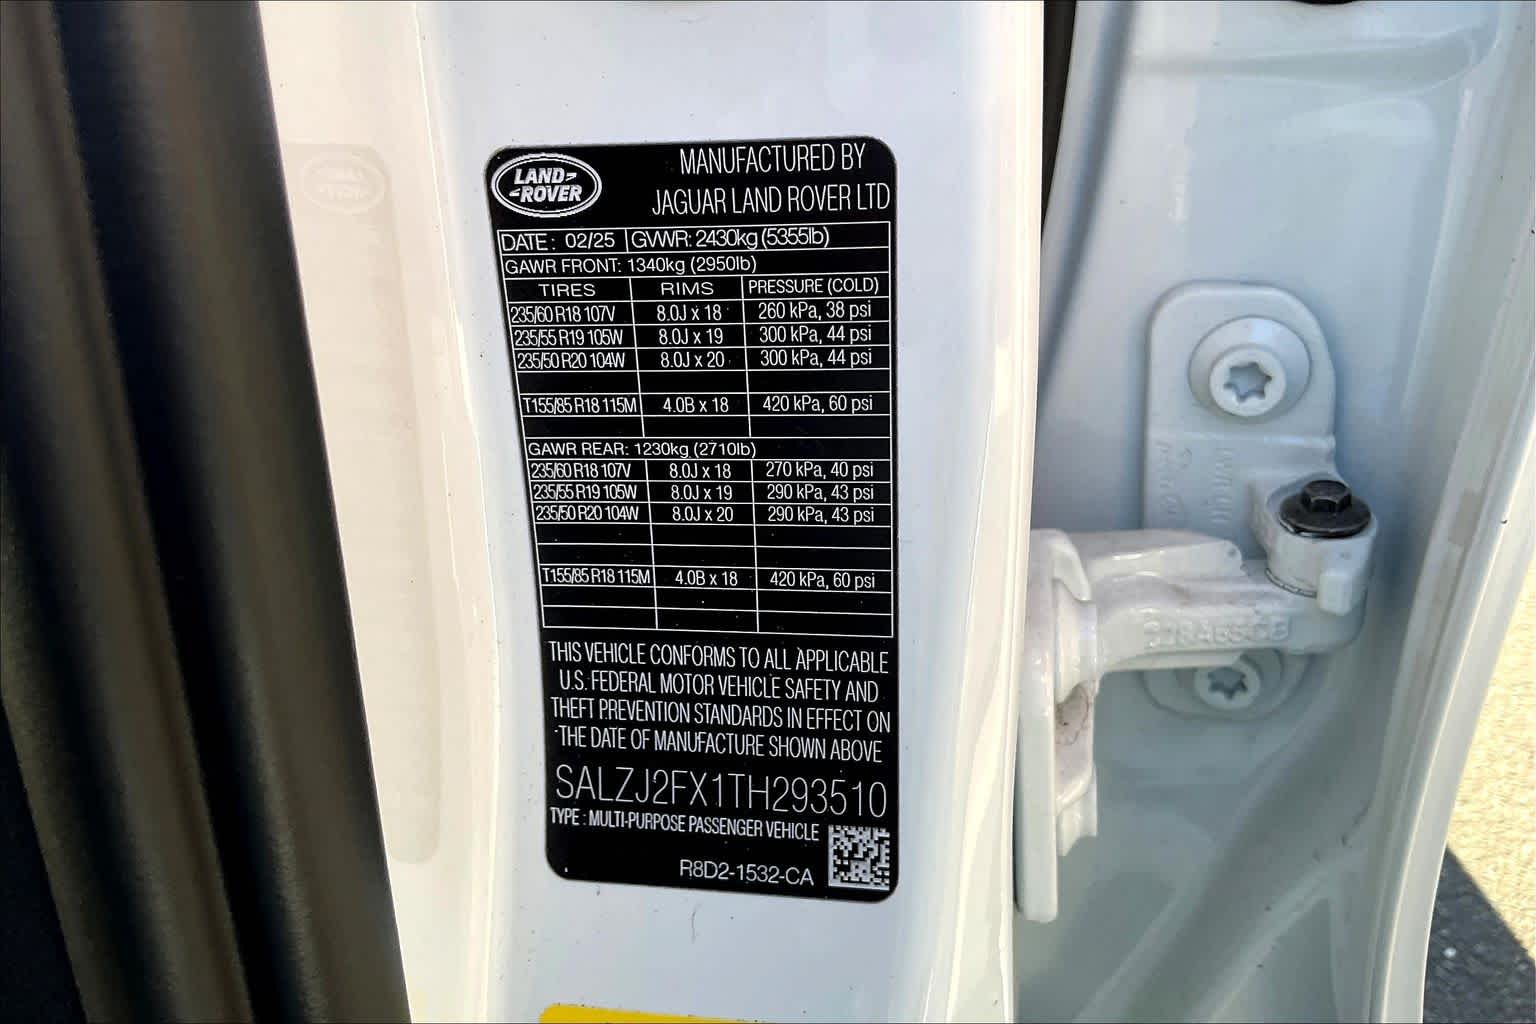 LAND-
-ROVER
MANUFACTURED BY
JAGUAR LAND ROVER LTD
DATE: 02/25 GVWR: 2430kg (5355lb)
GAWR FRONT: 1340kg (2950lb)
TIRES RIMS PRESSURE (COLD)
235/60 R18 107V 8.0J x 18 260 kPa, 38 psi
235/55 R19 105W 8.0J x 19 300 kPa, 44 psi
235/50 R20 104W 8.0J x 20 300 kPa, 44 psi
T155/85 R18 115M 4.0B x 18 420 kPa, 60 psi
GAWR REAR: 1230kg (2710lb)
235/60 R18 107V 8.0J x 18 270 kPa, 40 psi
235/55 R19 105W 8.0J x 19 290 kPa, 43 psi
235/50 R20 104W 8.0J x 20 290 kPa, 43 psi
T155/85 R18 115M 4.0B x 18 420 kPa, 60 psi
THIS VEHICLE CONFORMS TO ALL APPLICABLE
U.S. FEDERAL MOTOR VEHICLE SAFETY AND
THEFT PREVENTION STANDARDS IN EFFECT ON
THE DATE OF MANUFACTURE SHOWN ABOVE
SALZJ2FX1TH293510
TYPE : MULTI-PURPOSE PASSENGER VEHICLE
R8D2-1532-CA